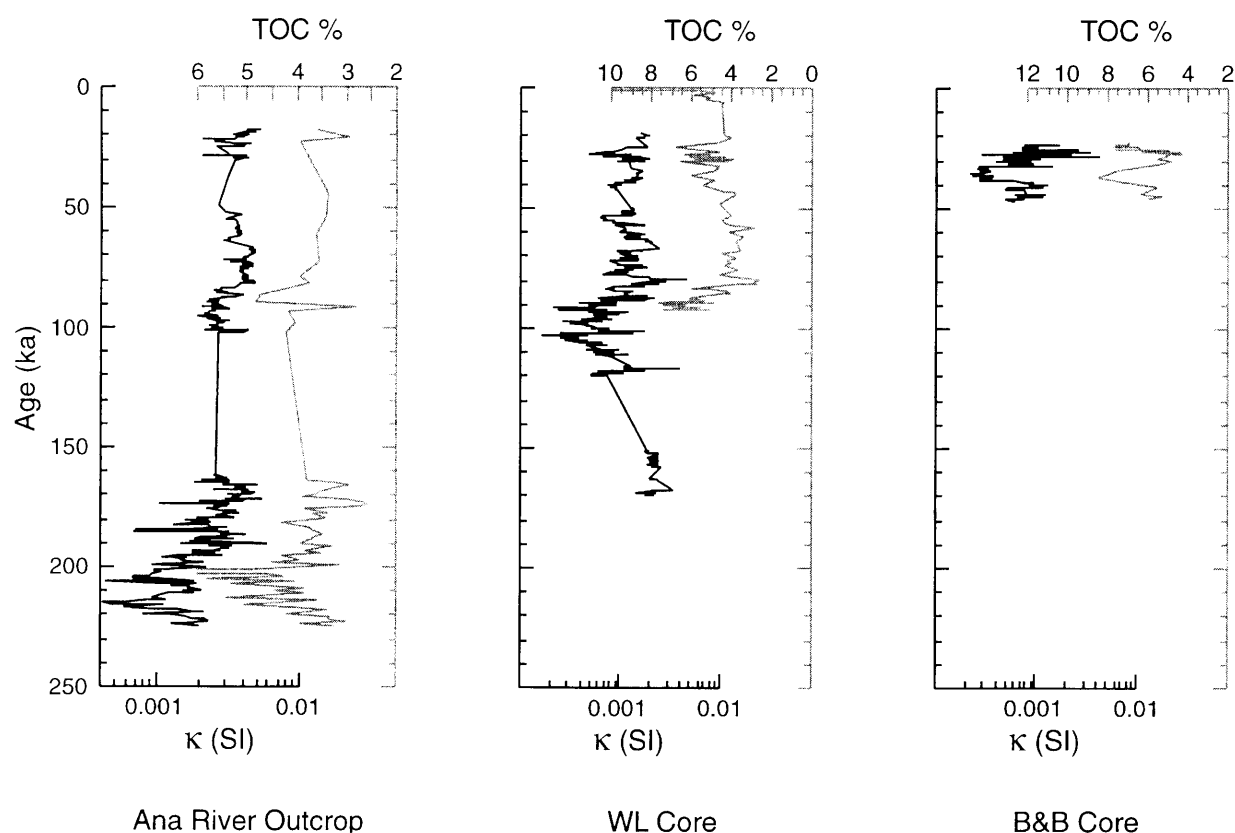 TOC % TOC % TOC %
6 5 4 3 2 10 8 6 4 2 0 12 10 8 6 4 2
0
50
100
150
200
250
Age (ka)
0.001 0.01 0.001 0.01 0.001 0.01
κ (SI) κ (SI) κ (SI)
Ana River Outcrop WL Core B&B Core